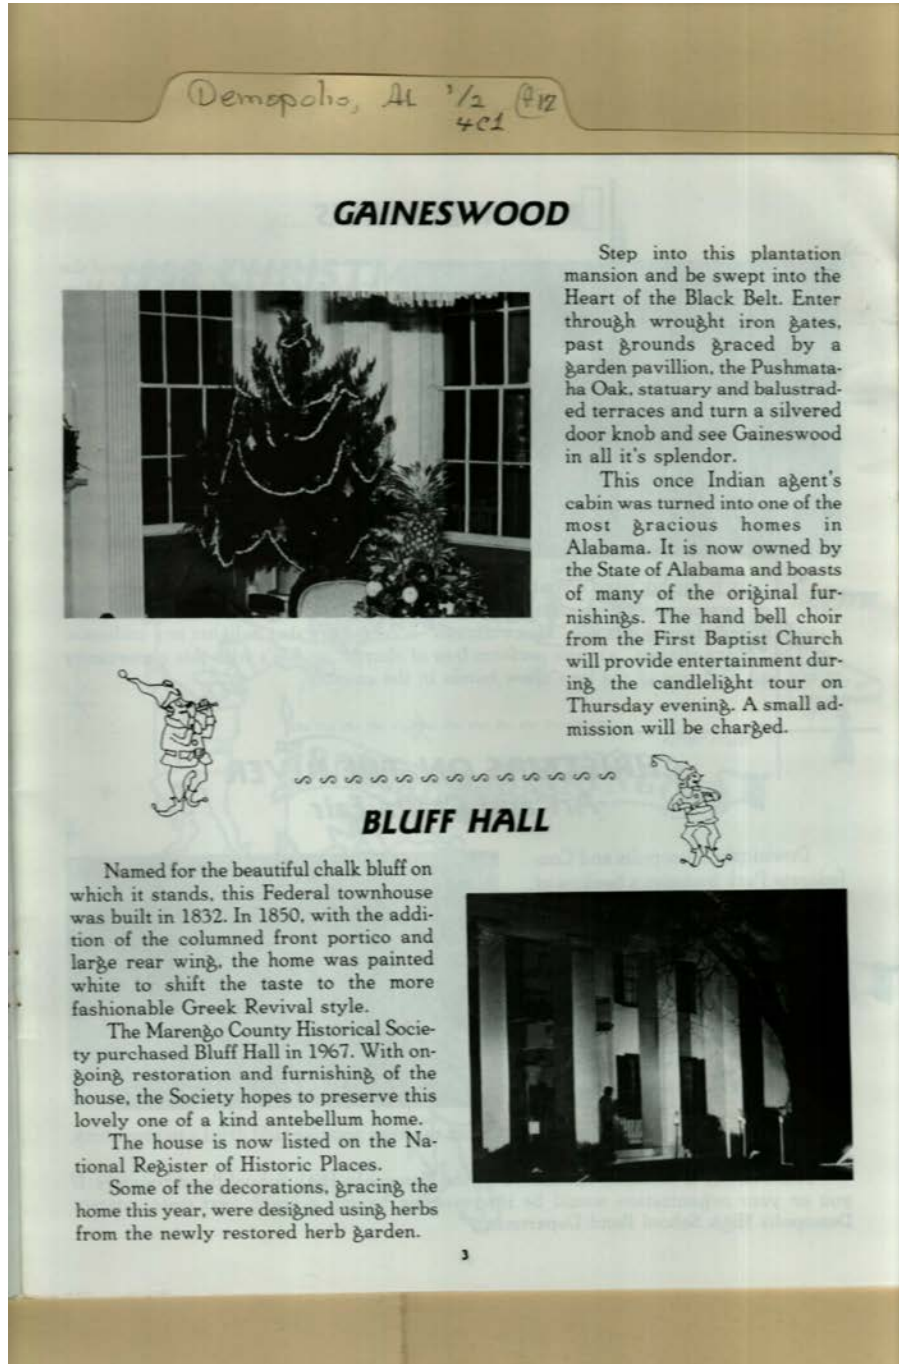 Demopolis, AL 1/2
4C1
GAINESWOOD
Step into this plantation
mansion and be swept into the
Heart of the Black Belt. Enter
through wrought iron gates,
past grounds graced by a
garden pavillion, the Pushmata-
ha Oak, statuary and balustrad-
ed terraces and turn a silvered
door knob and see Gaineswood
in all it's splendor.
This once Indian agent's
cabin was turned into one of the
most gracious homes in
Alabama. It is now owned by
the State of Alabama and boasts
of many of the original fur-
nishings. The hand bell choir
from the First Baptist Church
will provide entertainment dur-
ing the candlelight tour on
Thursday evening. A small ad-
mission will be charged.
BLUFF HALL
Named for the beautiful chalk bluff on
which it stands, this Federal townhouse
was built in 1832. In 1850, with the addi-
tion of the columned front portico and
large rear wing, the home was painted
white to shift the taste to the more
fashionable Greek Revival style.
The Marengo County Historical Socie-
ty purchased Bluff Hall in 1967. With on-
going restoration and furnishing of the
house, the Society hopes to preserve this
lovely one of a kind antebellum home.
The house is now listed on the Na-
tional Register of Historic Places.
Some of the decorations, gracing the
home this year, were designed using herbs
from the newly restored herb garden.
3